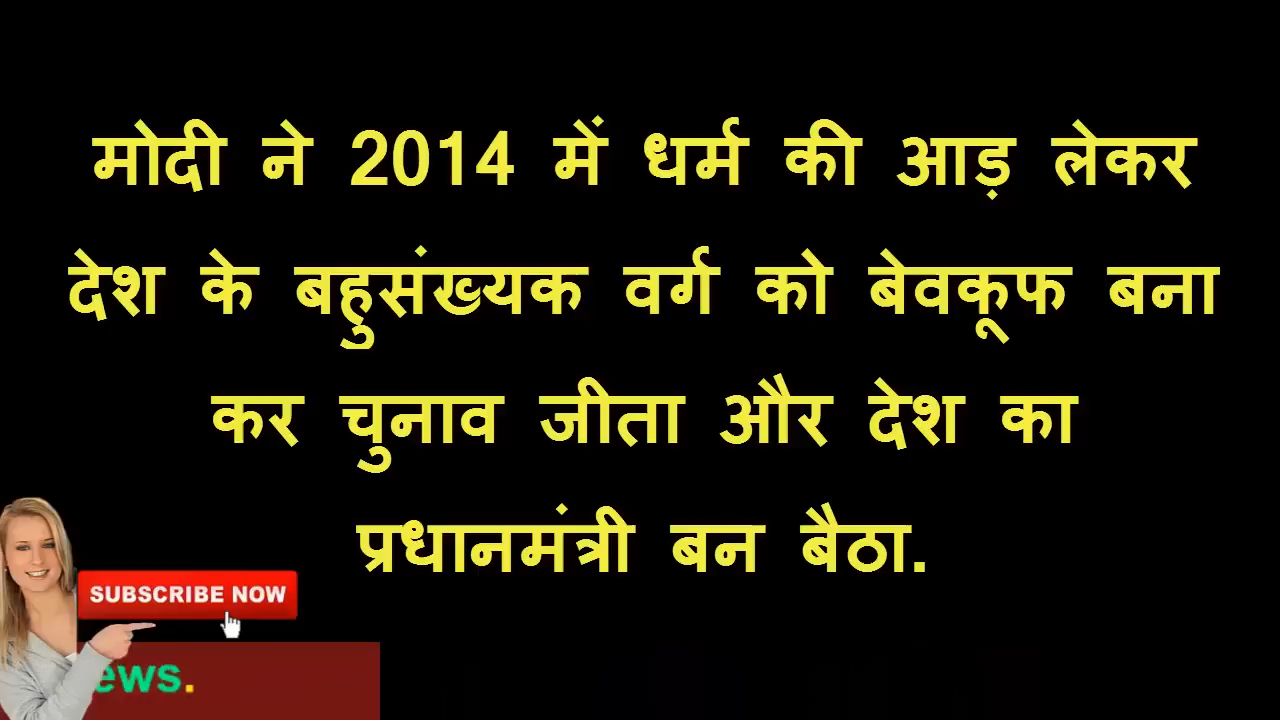 मोदी ने 2014 में धर्म की आड़ लेकर
देश के बहुसंख्यक वर्ग को बेवकूफ बना
कर चुनाव जीता और देश का
प्रधानमंत्री बन बैठा.
SUBSCRIBE NOW
ews.